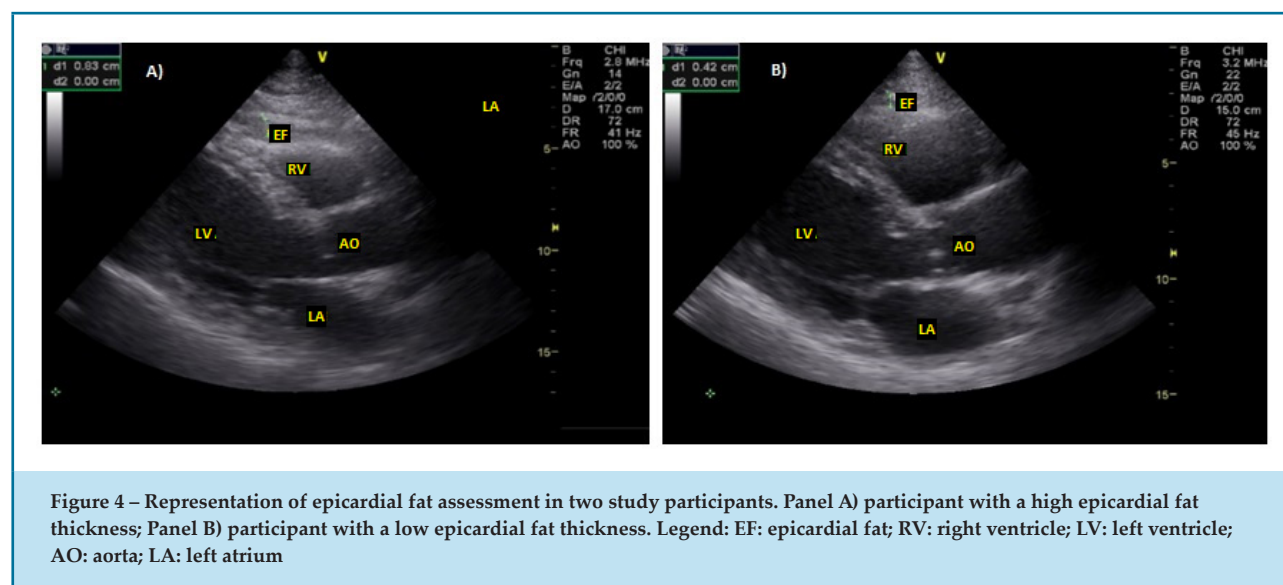 d1 0.83 cm
d2 0.00 cm
A)
V
LA
EF
RV
LV
AO
LA
B CHI
Frq 2.8 MHz
Gn 14
E/A 2/2
Map /2/0/0
D 17.0 cm
DR 72
FR 41 Hz
AO 100 %
5
10
15
1 d1 0.42 cm
d2 0.00 cm
B)
V
EF
RV
LV
AO
LA
B CHI
Frq 3.2 MHz
Gn 22
E/A 2/2
Map /2/0/0
D 15.0 cm
DR 72
FR 45 Hz
AO 100 %
5
10
15
Figure 4 – Representation of epicardial fat assessment in two study participants. Panel A) participant with a high epicardial fat
thickness; Panel B) participant with a low epicardial fat thickness. Legend: EF: epicardial fat; RV: right ventricle; LV: left ventricle;
AO: aorta; LA: left atrium